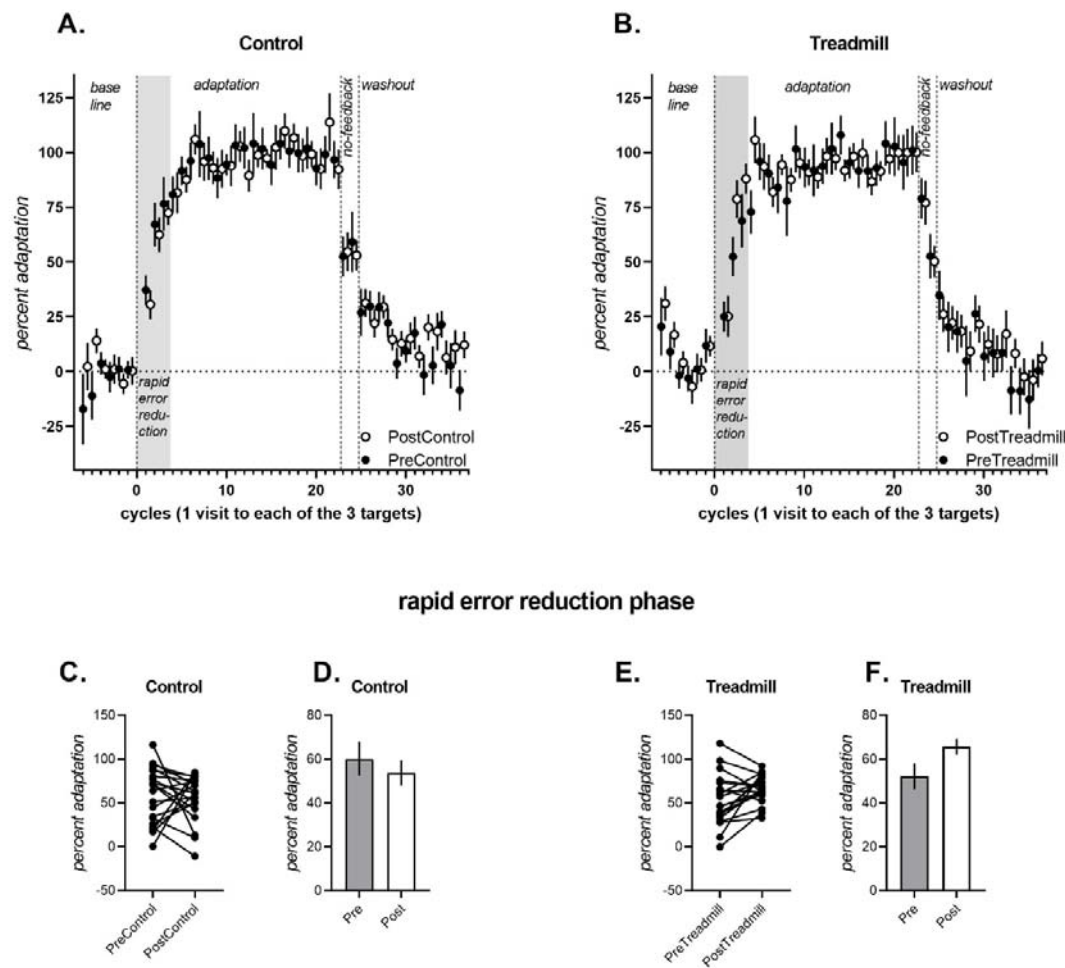 A.
Control
percent adaptation
125
100
75
50
25
0
-25
base
line
adaptation
no-feedback
washout
rapid
error
redu-
ction
PostControl
PreControl
0
10
20
30
cycles (1 visit to each of the 3 targets)
B.
Treadmill
percent adaptation
125
100
75
50
25
0
-25
base
line
adaptation
no-feedback
washout
rapid
error
redu-
ction
PostTreadmill
PreTreadmill
0
10
20
30
cycles (1 visit to each of the 3 targets)
rapid error reduction phase
C.
Control
percent adaptation
150
100
50
0
-50
PreControl
PostControl
D.
Control
percent adaptation
80
60
40
20
0
Pre
Post
E.
Treadmill
percent adaptation
150
100
50
0
-50
PreTreadmill
PostTreadmill
F.
Treadmill
percent adaptation
80
60
40
20
0
Pre
Post